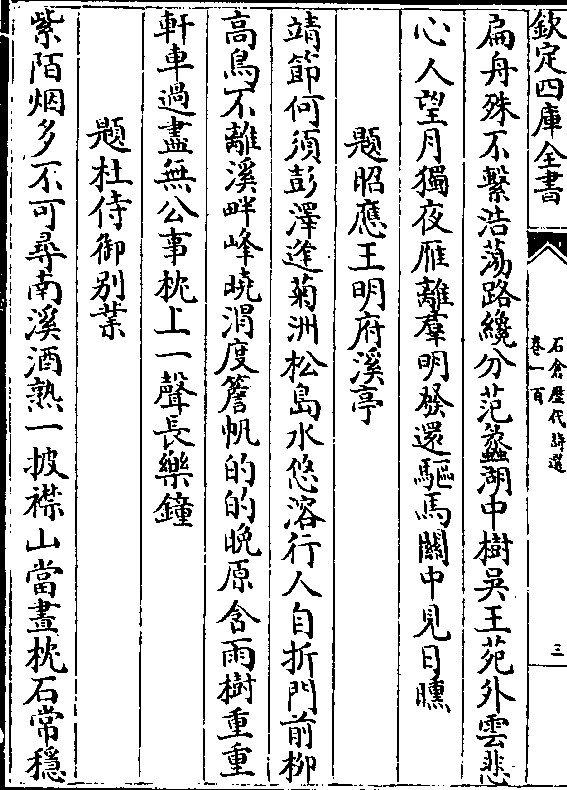 欽定四庫全書
石倉歷代詩選
卷一百
三
扁舟殊不繫浩蕩路纔分范蠡湖中樹吳王苑外雲悲
心人望月獨夜雁離羣明發還驅馬關中見日曛
題昭應王明府溪亭
靖節何須彭澤逢菊洲松島水悠溶行人自折門前柳
高鳥不離溪畔峰曉渭度簷帆的的晚原含雨樹重重
軒車過盡無公事枕上一聲長樂鐘
題杜侍御别業
紫陌烟多不可尋南溪酒熟一披襟山當晝枕石常穩